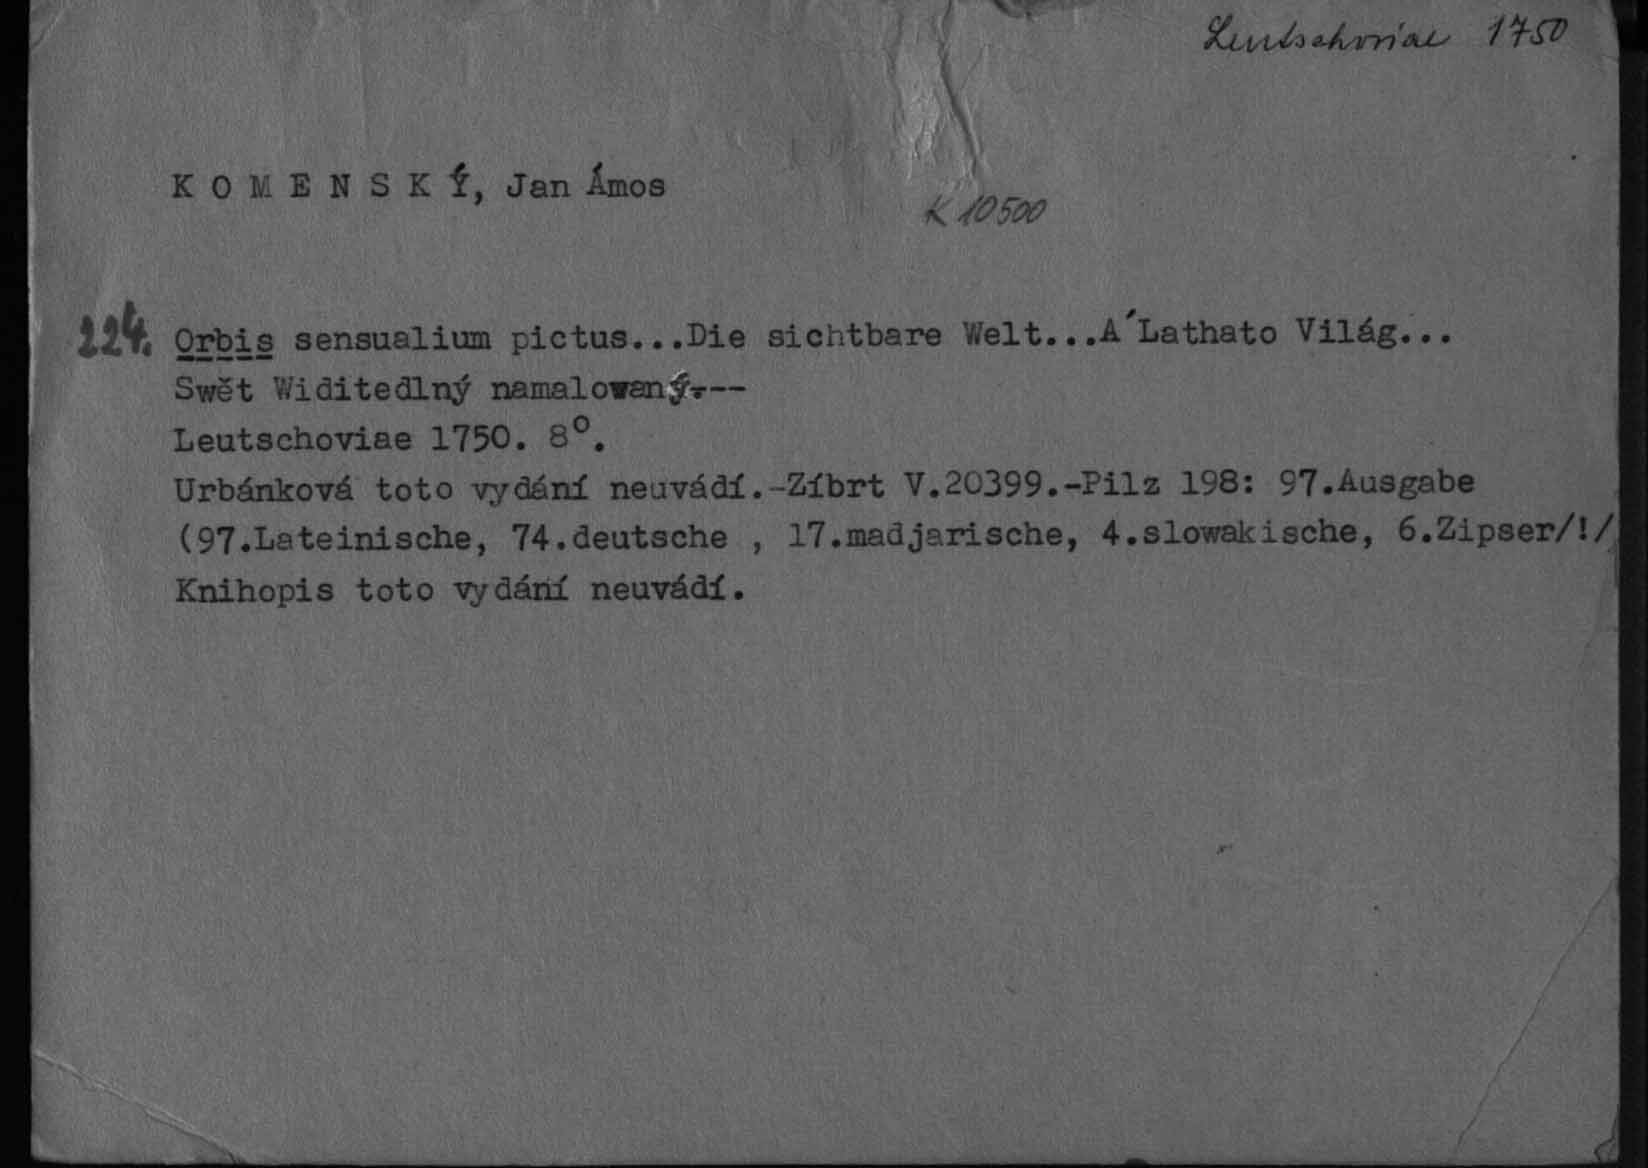 Leutschoviae 1750
K O M E N S K Ý, Jan Ámos
K 10500
224. Orbis sensualium pictus...Die sichtbare Welt...A´Lathato Világ...
Swět Widitedlný namalowaný.--
Leutschoviae 1750. 8°.
Urbánková toto vydání neuvádí.-Zíbrt V.20399.-Pilz 198: 97.Ausgabe
(97.Lateinische, 74.deutsche , 17.madjarische, 4.slowakische, 6.Zipser/!/
Knihopis toto vydání neuvádí.